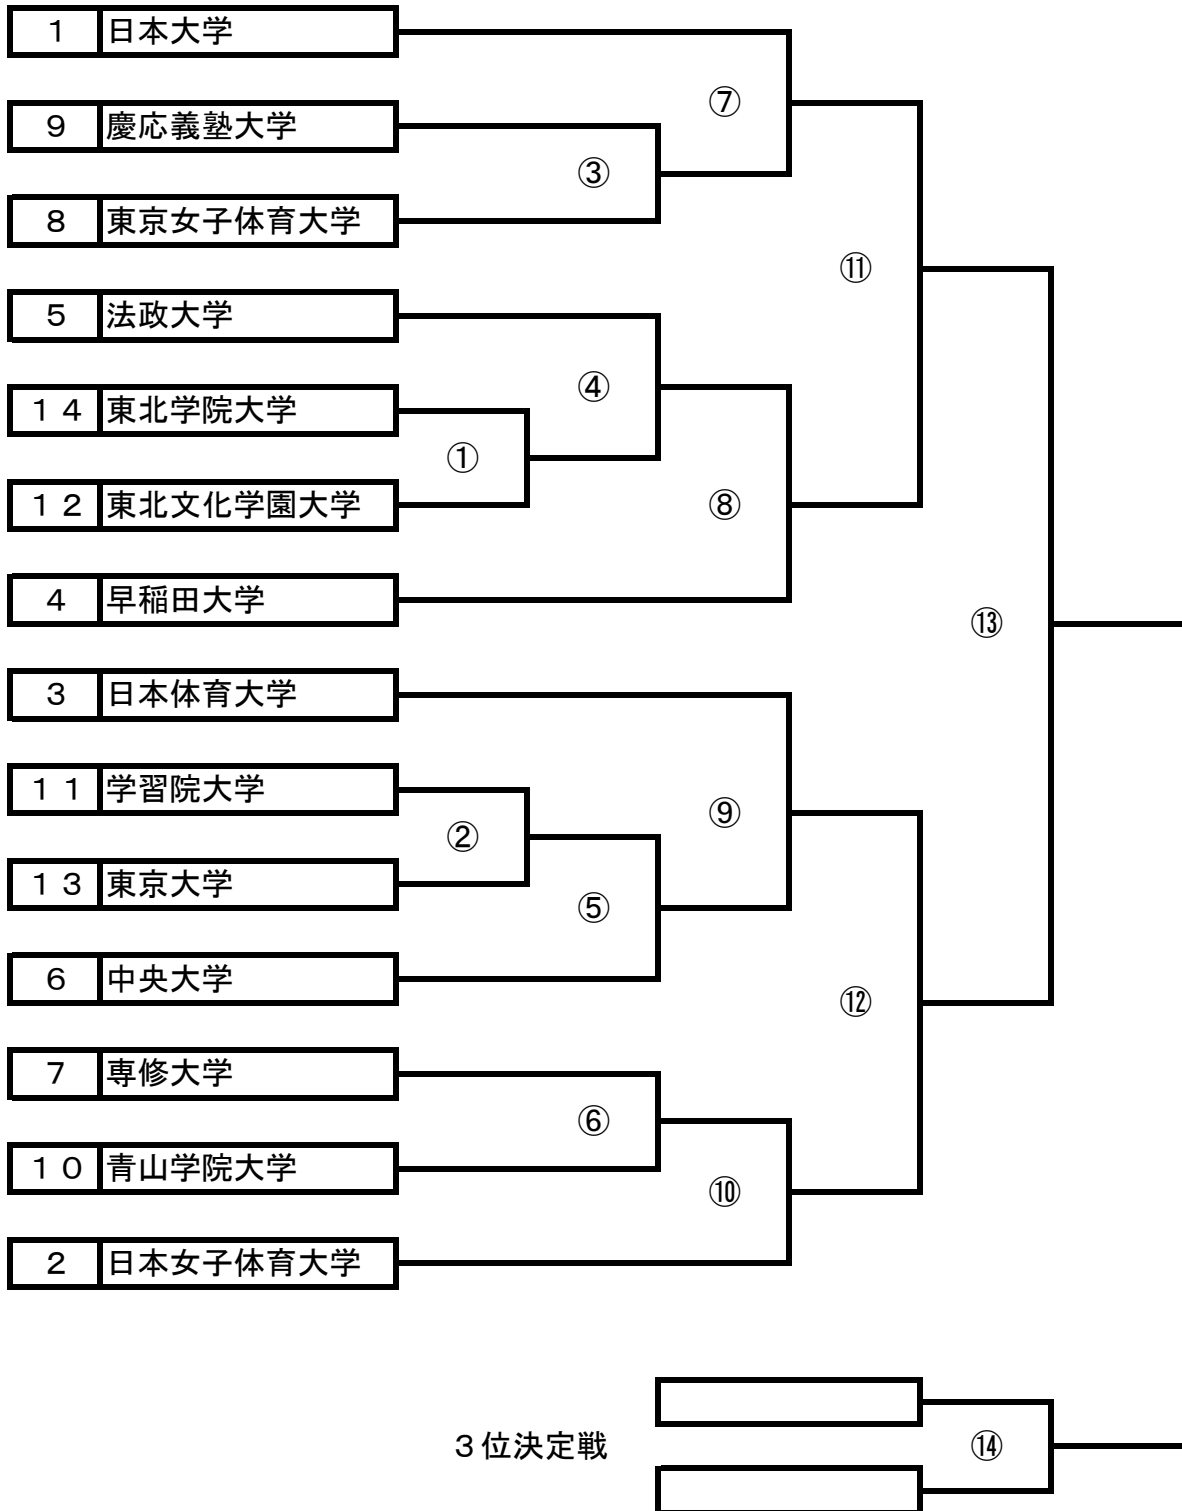 １ 日本大学
⑦
９ 慶応義塾大学
③
８ 東京女子体育大学
⑪
５ 法政大学
④
１４ 東北学院大学
①
１２ 東北文化学園大学
⑧
４ 早稲田大学
⑬
３ 日本体育大学
１１ 学習院大学
⑨
②
１３ 東京大学
⑤
６ 中央大学
⑫
７ 専修大学
⑥
１０ 青山学院大学
⑩
２ 日本女子体育大学
３位決定戦 ⑭